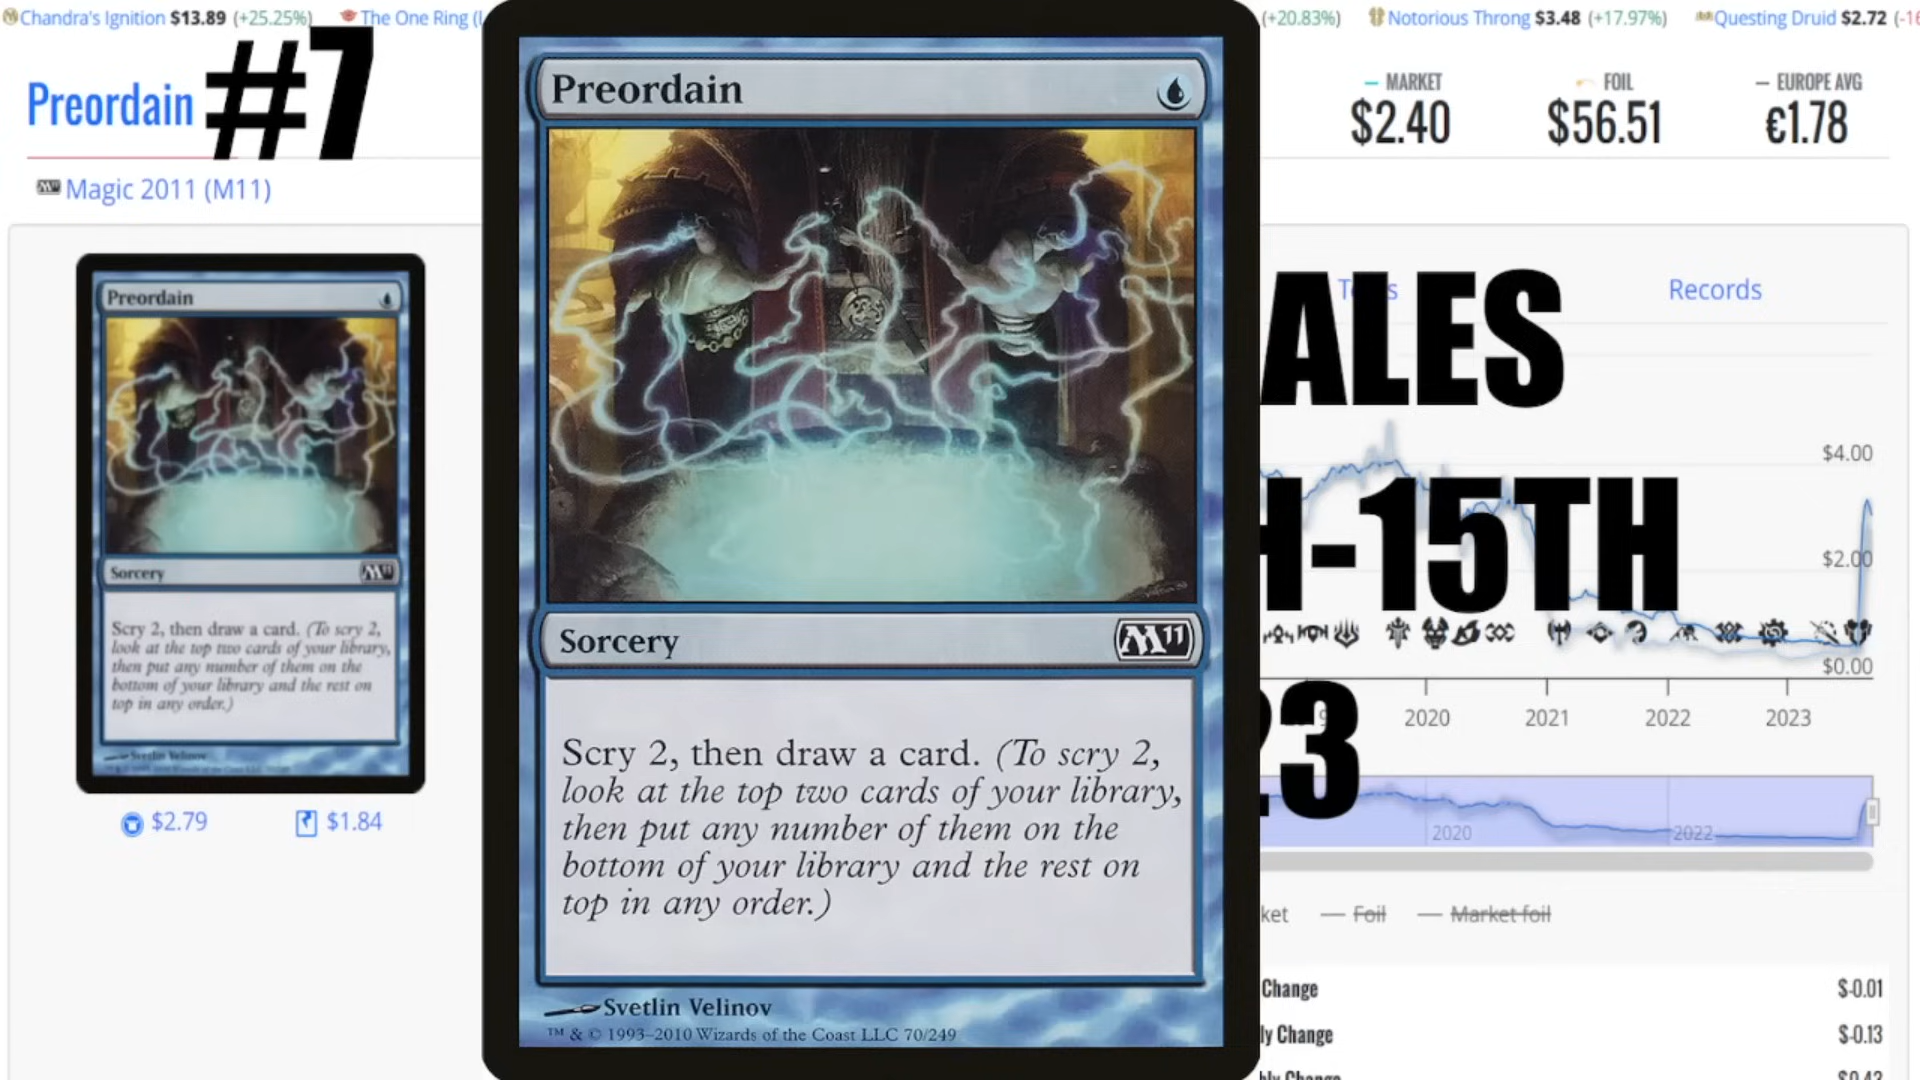 Chandra's Ignition $13.89 (+25.25%) The One Ring (
(+20.83%) Notorious Throng $3.48 (+17.97%) Questing Druid $2.72 (-16
Preordain #7
MARKET FOIL EUROPE AVG
$2.40 $56.51 €1.78
Magic 2011 (M11)
Preordain
Sorcery
M11
Scry 2, then draw a card. (To scry 2,
look at the top two cards of your library,
then put any number of them on the
bottom of your library and the rest on
top in any order.)
Svetlin Velinov
$2.79 $1.84
Preordain
Sorcery
M11
Scry 2, then draw a card. (To scry 2,
look at the top two cards of your library,
then put any number of them on the
bottom of your library and the rest on
top in any order.)
Svetlin Velinov
™ & © 1993–2010 Wizards of the Coast LLC 70/249
Records
ALES
H-15TH
23
$4.00
$2.00
$0.00
2020 2021 2022 2023
2020 2022
ket Foil Market foil
Change $-0.01
ly Change $-0.13